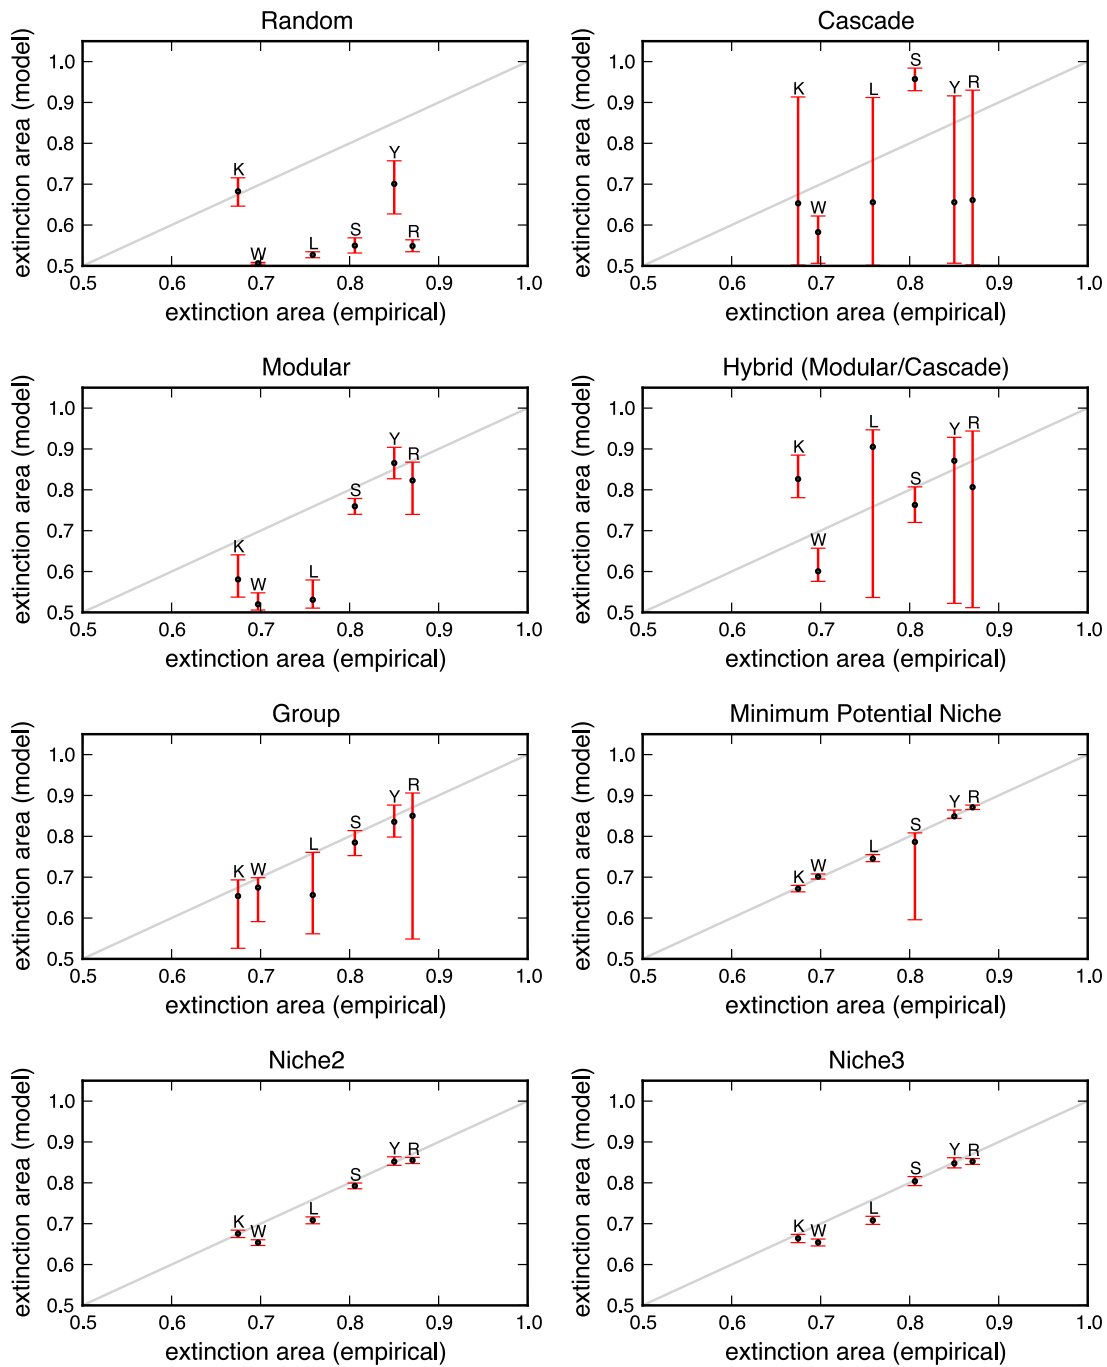 Random
Cascade
extinction area (model)
1.0
0.9
0.8
0.7
0.6
0.5
K
W
L
S
Y
R
0.5 0.6 0.7 0.8 0.9 1.0
extinction area (empirical)
extinction area (model)
1.0
0.9
0.8
0.7
0.6
0.5
K
W
L
S
Y
R
0.5 0.6 0.7 0.8 0.9 1.0
extinction area (empirical)
Modular
Hybrid (Modular/Cascade)
extinction area (model)
1.0
0.9
0.8
0.7
0.6
0.5
K
W
L
S
Y
R
0.5 0.6 0.7 0.8 0.9 1.0
extinction area (empirical)
extinction area (model)
1.0
0.9
0.8
0.7
0.6
0.5
K
W
L
S
Y
R
0.5 0.6 0.7 0.8 0.9 1.0
extinction area (empirical)
Group
Minimum Potential Niche
extinction area (model)
1.0
0.9
0.8
0.7
0.6
0.5
K
W
L
S
Y
R
0.5 0.6 0.7 0.8 0.9 1.0
extinction area (empirical)
extinction area (model)
1.0
0.9
0.8
0.7
0.6
0.5
K
W
L
S
Y
R
0.5 0.6 0.7 0.8 0.9 1.0
extinction area (empirical)
Niche2
Niche3
extinction area (model)
1.0
0.9
0.8
0.7
0.6
0.5
K
W
L
S
Y
R
0.5 0.6 0.7 0.8 0.9 1.0
extinction area (empirical)
extinction area (model)
1.0
0.9
0.8
0.7
0.6
0.5
K
W
L
S
Y
R
0.5 0.6 0.7 0.8 0.9 1.0
extinction area (empirical)